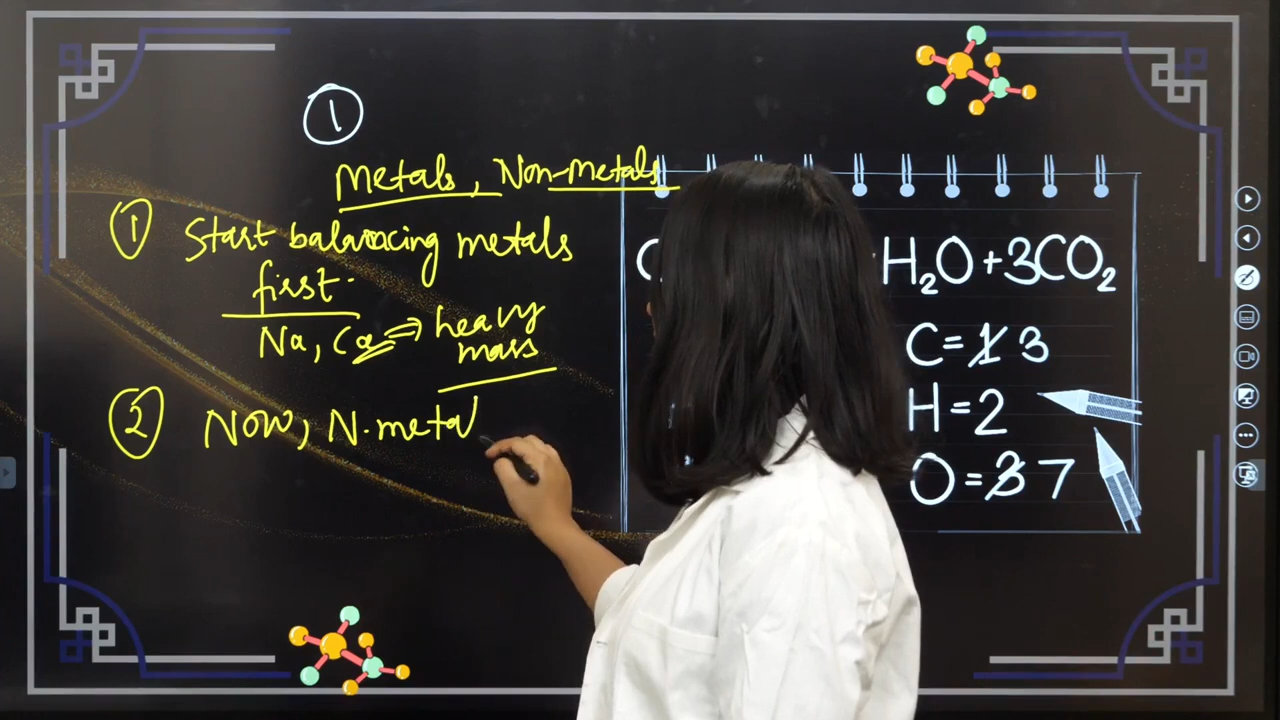 ①
Metals, Non-Metals
① Start balancing metals
first.
Na, Ca ⇒ heavy
mass
② Now, N.metal
H₂O+3CO₂
C=1 3
H=2
O=3 7